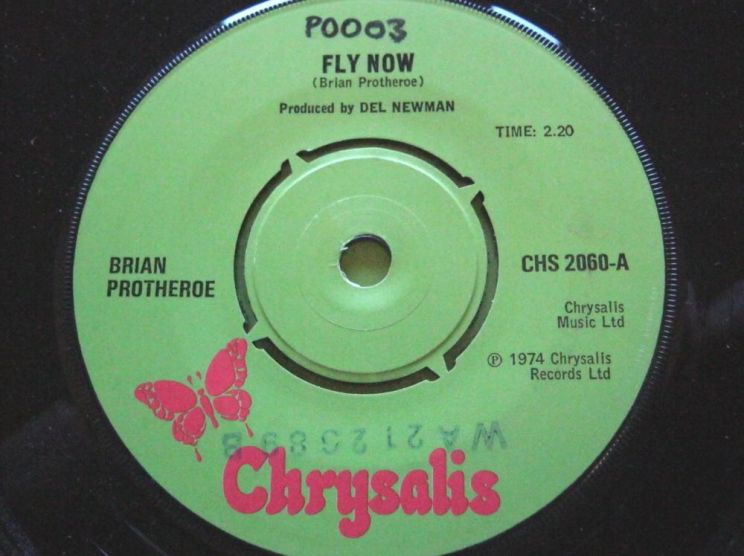 P0003
FLY NOW
(Brian Protheroe)
Produced by DEL NEWMAN
TIME: 2.20
BRIAN
PROTHEROE
CHS 2060-A
Chrysalis
Music Ltd
℗ 1974 Chrysalis
Records Ltd
Chrysalis